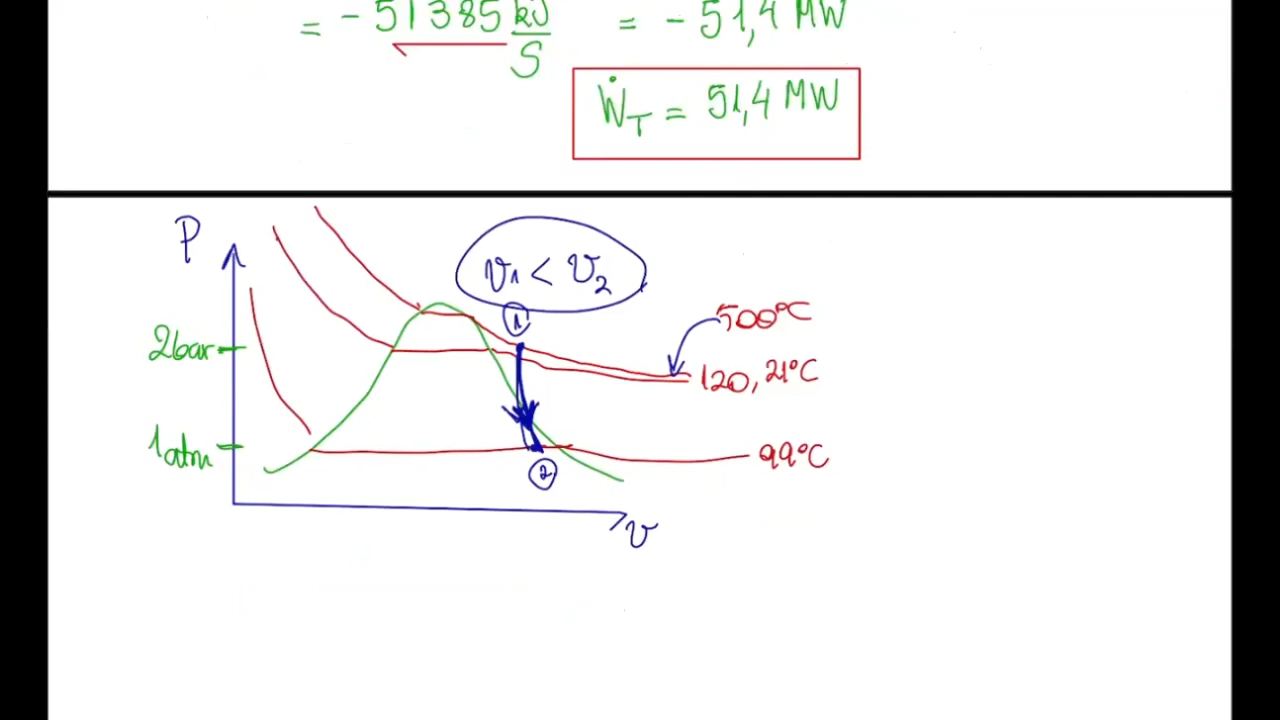 = - 51385 kJ/S = - 51,4 MW
Ẇ_T = 51,4 MW
P
v1 < v2
1
500°C
2bar
120,21°C
1atm
99°C
2
v